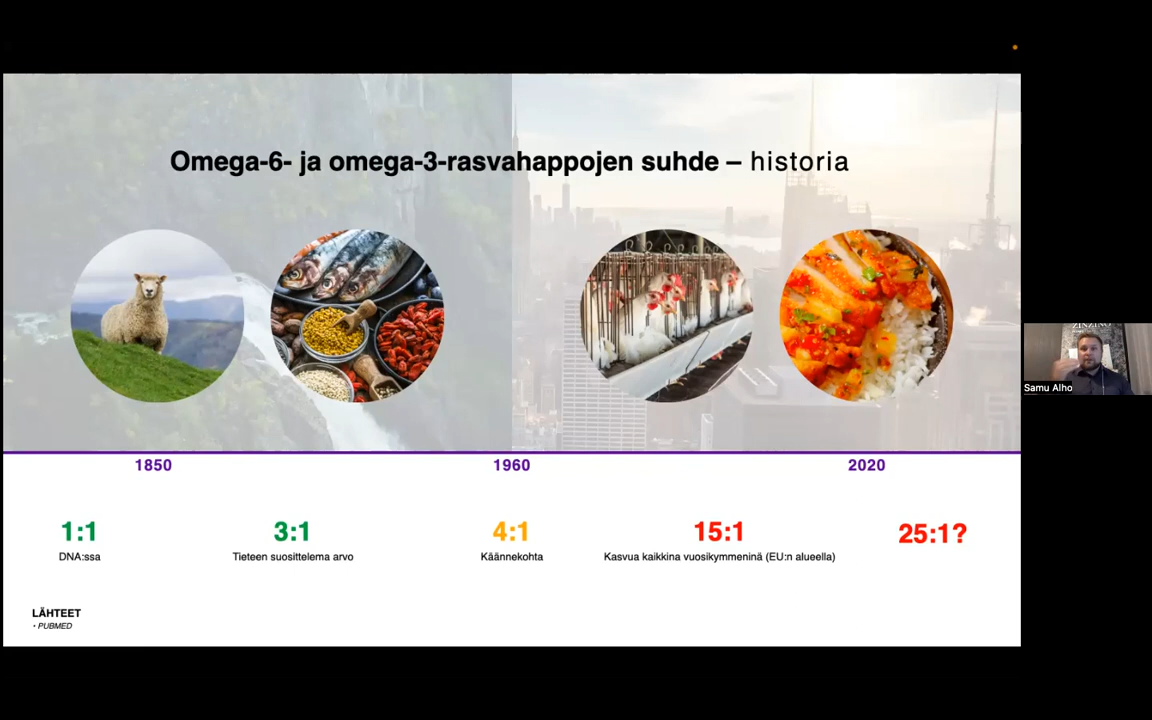 Omega-6- ja omega-3-rasvahappojen suhde – historia
ZINZINO
Samu Alho
1850
1960
2020
1:1
3:1
4:1
15:1
25:1?
DNA:ssa
Tieteen suosittelema arvo
Käännekohta
Kasvua kaikkina vuosikymmeninä (EU:n alueella)
LÄHTEET
• PUBMED